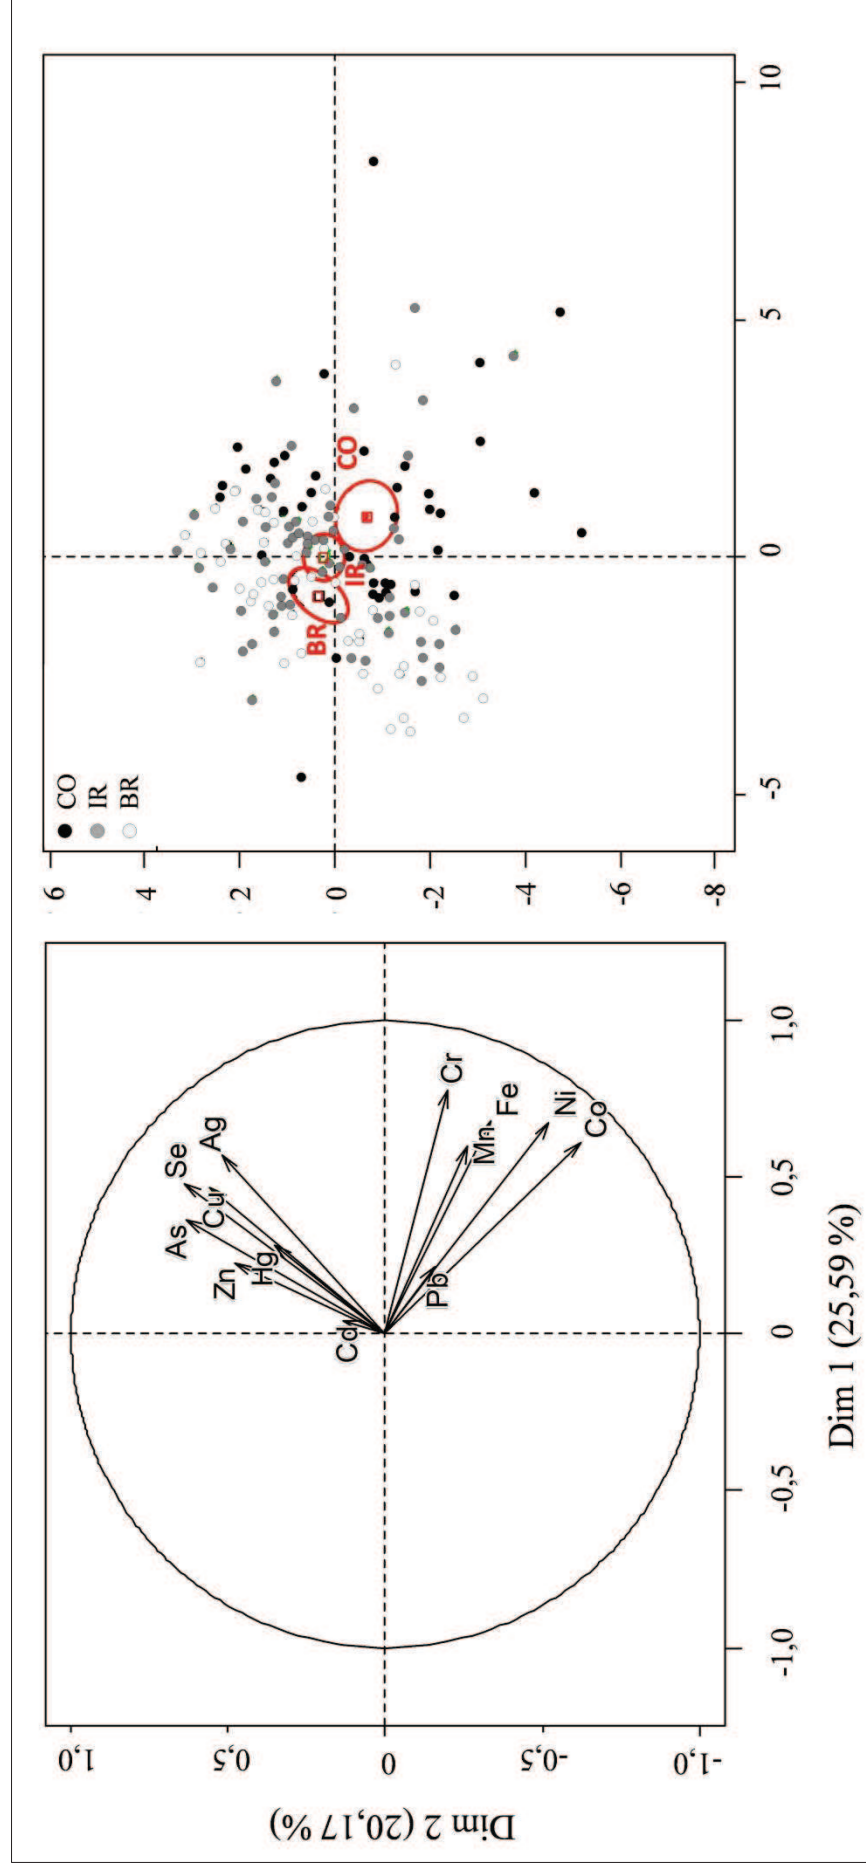 1,0
0,5
0
-0,5
-1,0
Dim 2 (20,17 %)
-1,0
-0,5
0
0,5
1,0
Dim 1 (25,59 %)
As
Se
Ag
Cu
Zn
Hg
Cd
Cr
Fe
Mn
Ni
Co
Pb
CO
IR
BR
6
4
2
0
-2
-4
-6
-8
-5
0
5
10
BR
IR
CO